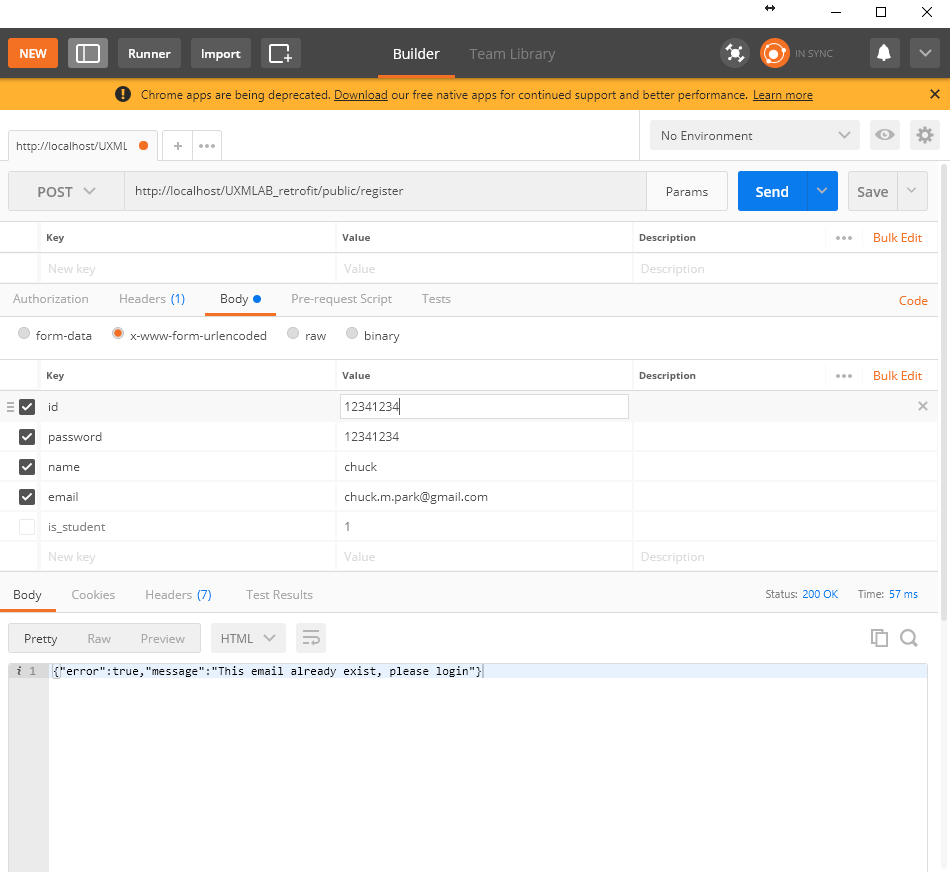 NEW Runner Import Builder Team Library IN SYNC
Chrome apps are being deprecated. Download our free native apps for continued support and better performance. Learn more
http://localhost/UXML + ••• No Environment
POST http://localhost/UXMLAB_retrofit/public/register Params Send Save
Key Value Description ••• Bulk Edit
New key Value Description
Authorization Headers (1) Body Pre-request Script Tests Code
form-data x-www-form-urlencoded raw binary
Key Value Description ••• Bulk Edit
id 12341234
password 12341234
name chuck
email chuck.m.park@gmail.com
is_student 1
New key Value Description
Body Cookies Headers (7) Test Results Status: 200 OK Time: 57 ms
Pretty Raw Preview HTML
i 1 {"error":true,"message":"This email already exist, please login"}